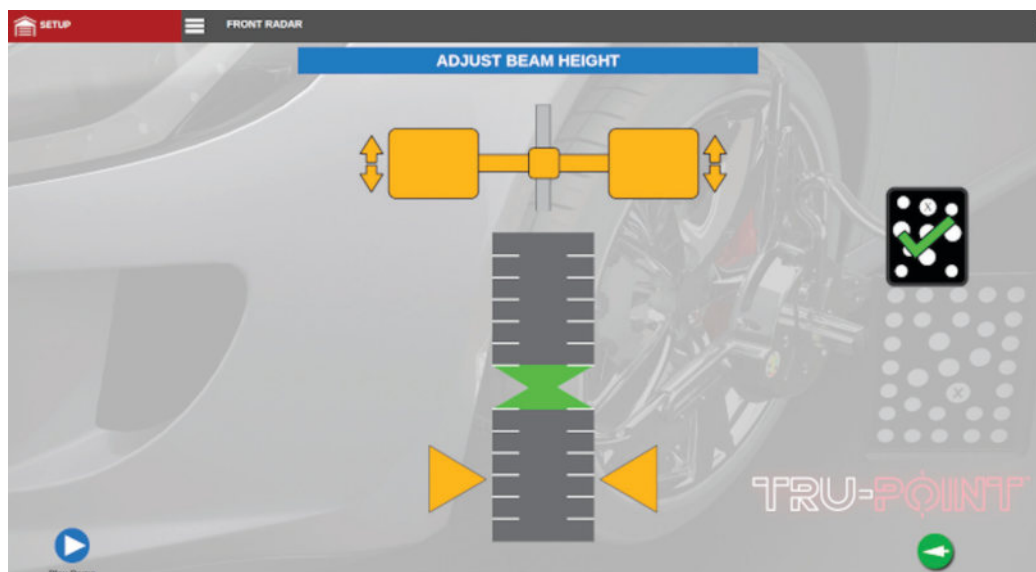 SETUP
FRONT RADAR
ADJUST BEAM HEIGHT
X
X
TRU-POINT